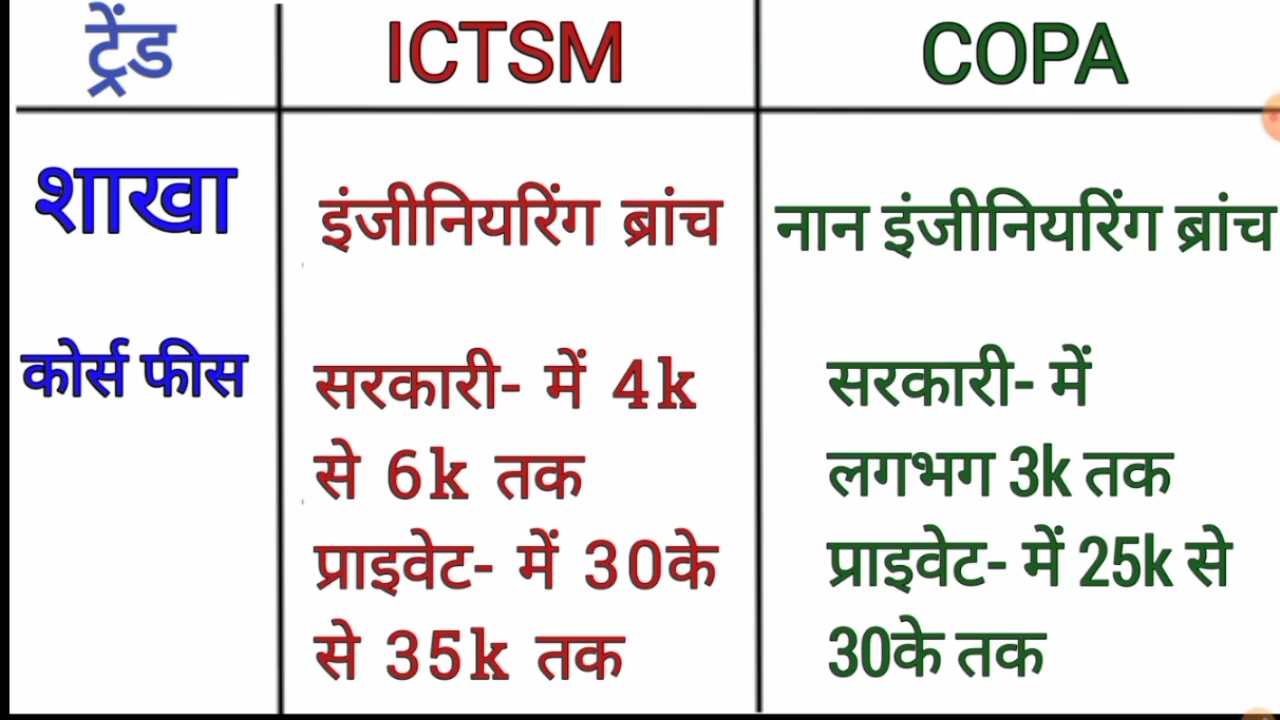 ट्रेंड ICTSM COPA
शाखा इंजीनियरिंग ब्रांच नान इंजीनियरिंग ब्रांच
कोर्स फीस
सरकारी- में 4k
से 6k तक
प्राइवेट- में 30के
से 35k तक
सरकारी- में
लगभग 3k तक
प्राइवेट- में 25k से
30के तक